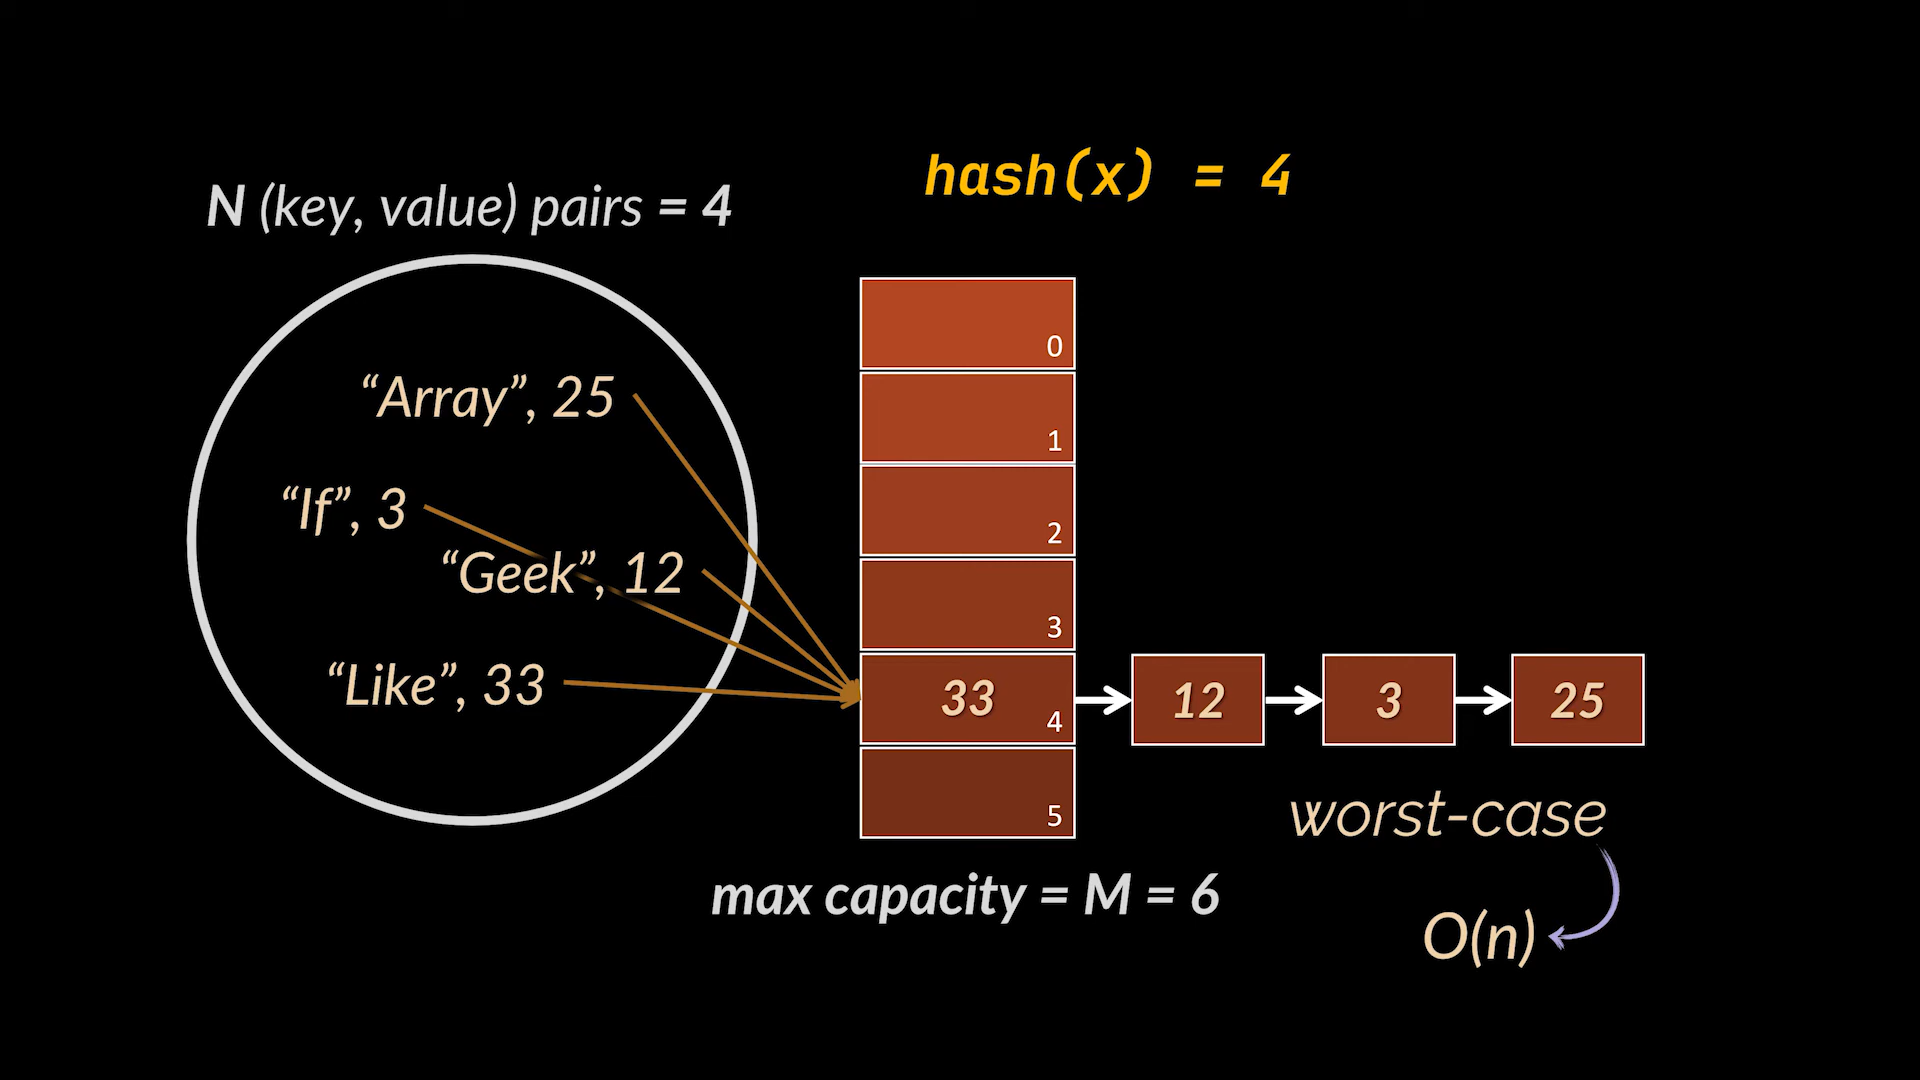 hash(x) = 4
N (key, value) pairs = 4
“Array”, 25
“If”, 3
“Geek”, 12
“Like”, 33
0
1
2
3
33 4 12 3 25
5
worst-case
max capacity = M = 6
O(n)